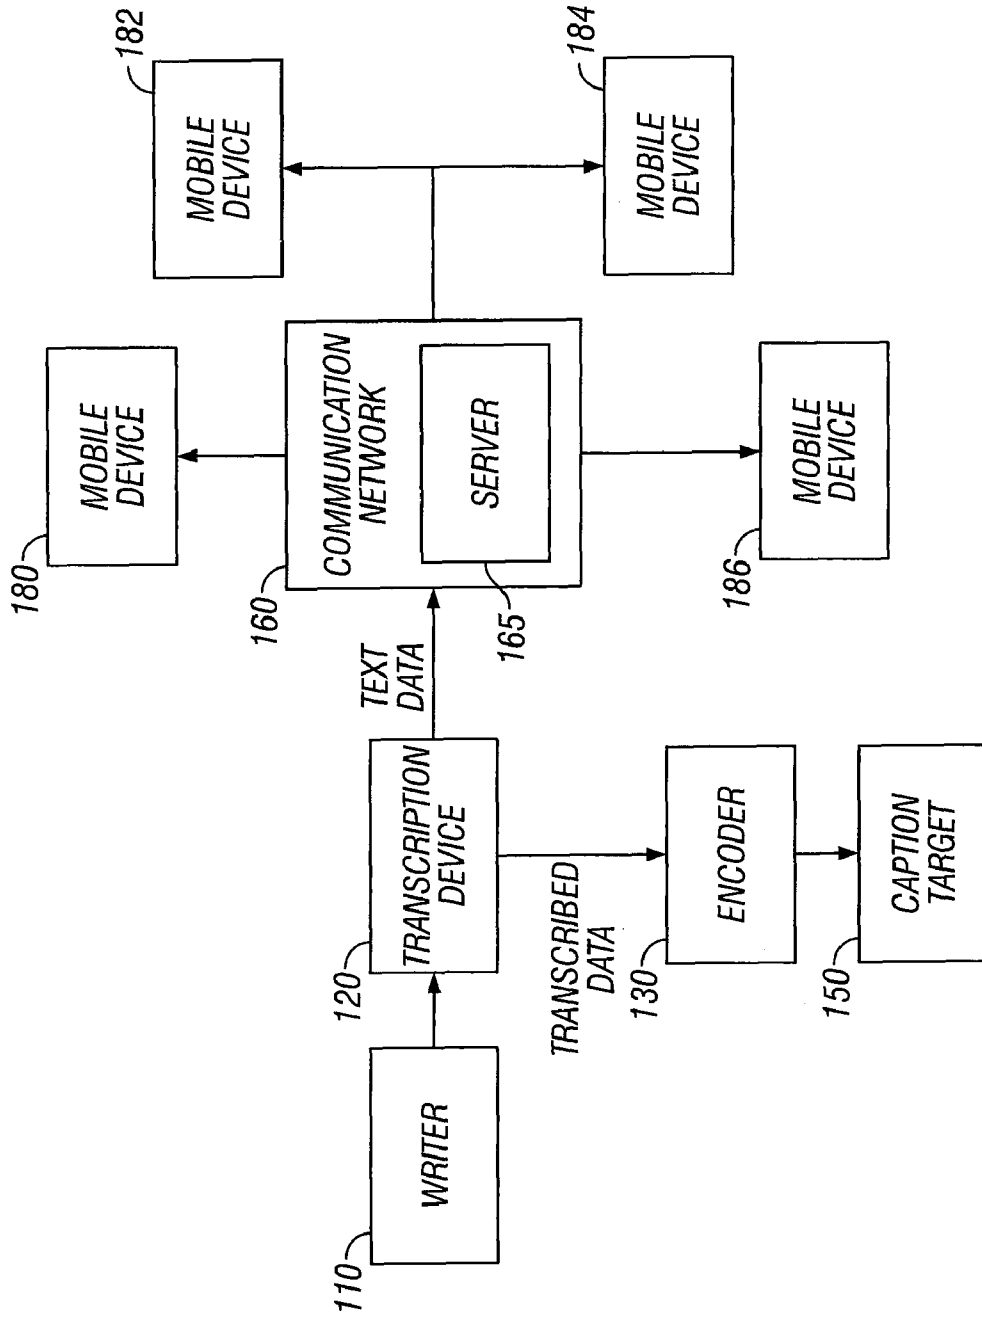 110
WRITER
120
TRANSCRIPTION
DEVICE
TEXT
DATA
TRANSCRIBED
DATA
130
ENCODER
150
CAPTION
TARGET
160
COMMUNICATION
NETWORK
165
SERVER
180
MOBILE
DEVICE
182
MOBILE
DEVICE
184
MOBILE
DEVICE
186
MOBILE
DEVICE